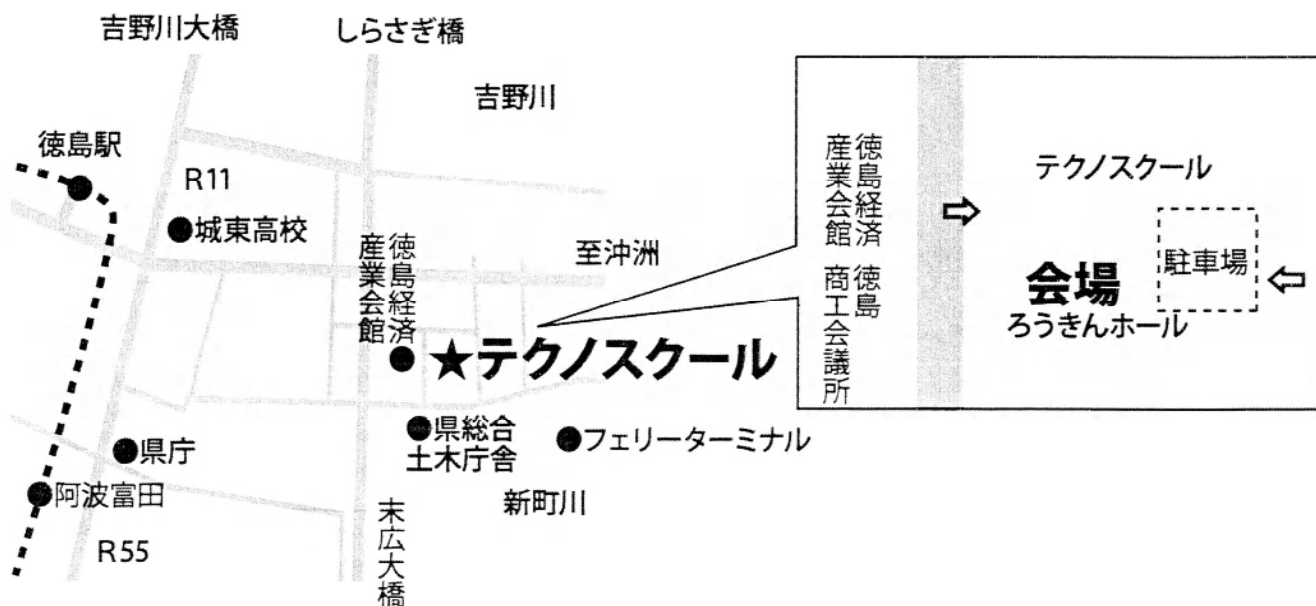 吉野川大橋
しらさぎ橋
吉野川
徳島駅
R11
城東高校
徳島経済
産業会館
至沖洲
★テクノスクール
県総合
土木庁舎
フェリーターミナル
県庁
阿波富田
新町川
末広大橋
R55
徳島経済
産業会館
徳島
商工会議所
テクノスクール
駐車場
会場
ろうきんホール